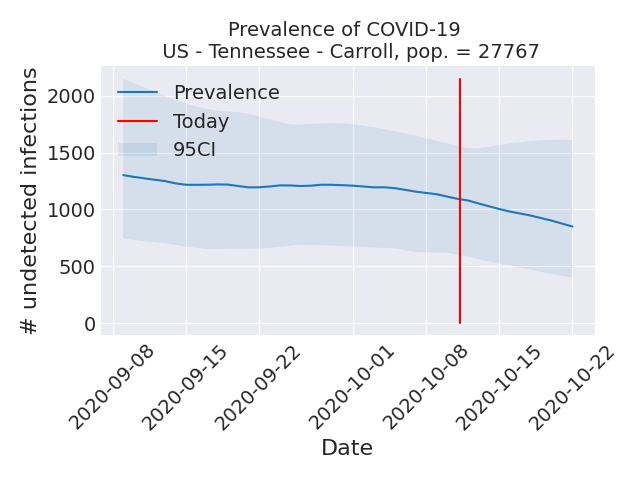 Prevalence of COVID-19
US - Tennessee - Carroll, pop. = 27767
# undetected infections
2000
1500
1000
500
0
Prevalence
Today
95CI
2020-09-08
2020-09-15
2020-09-22
2020-10-01
2020-10-08
2020-10-15
2020-10-22
Date